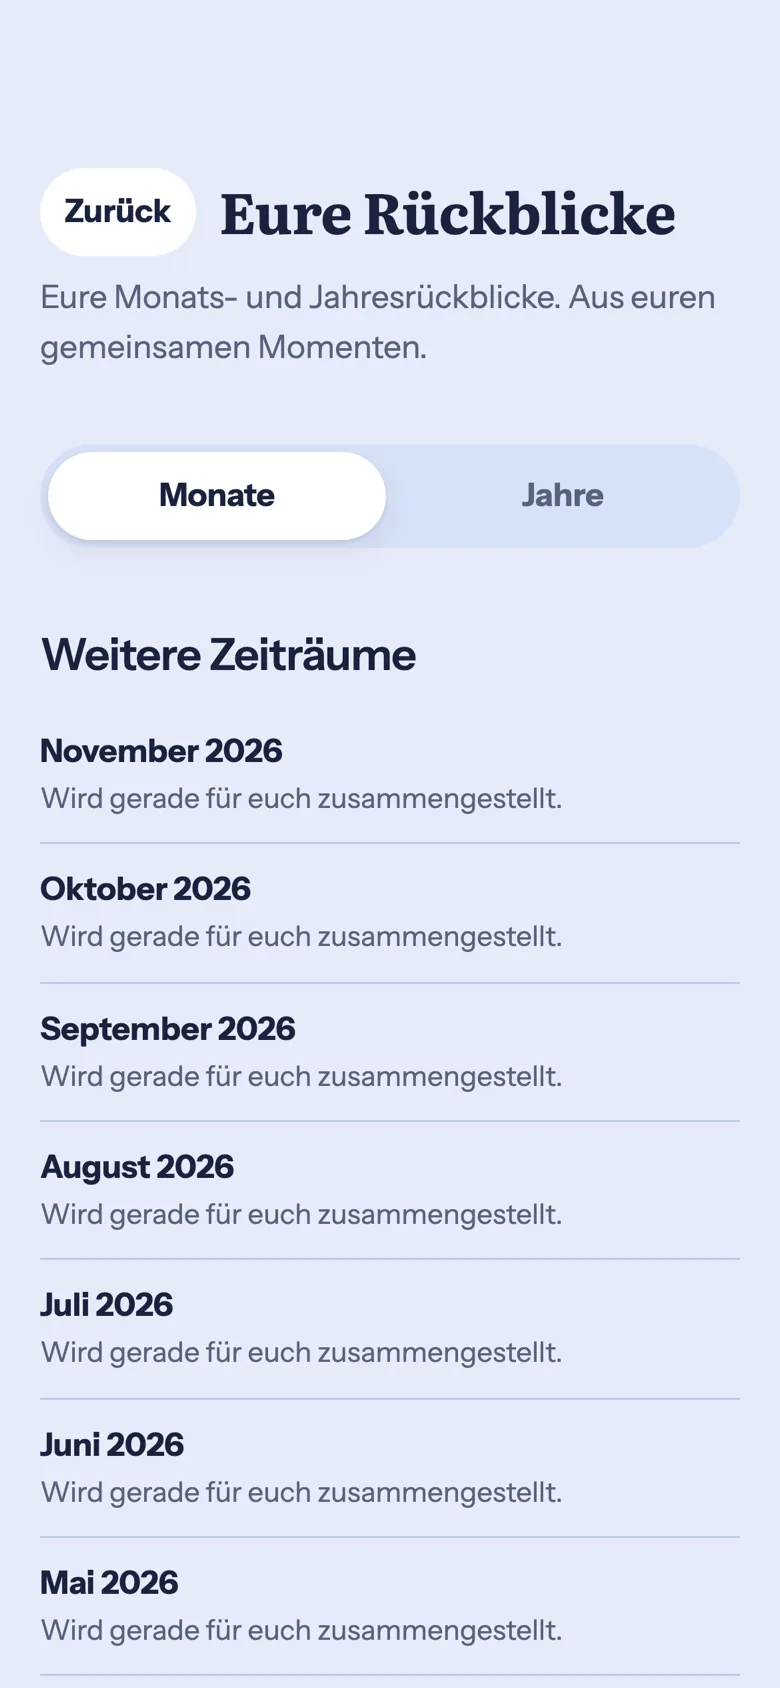 Zurück
Eure Rückblicke
Eure Monats- und Jahresrückblicke. Aus euren
gemeinsamen Momenten.
Monate
Jahre
Weitere Zeiträume
November 2026
Wird gerade für euch zusammengestellt.
Oktober 2026
Wird gerade für euch zusammengestellt.
September 2026
Wird gerade für euch zusammengestellt.
August 2026
Wird gerade für euch zusammengestellt.
Juli 2026
Wird gerade für euch zusammengestellt.
Juni 2026
Wird gerade für euch zusammengestellt.
Mai 2026
Wird gerade für euch zusammengestellt.